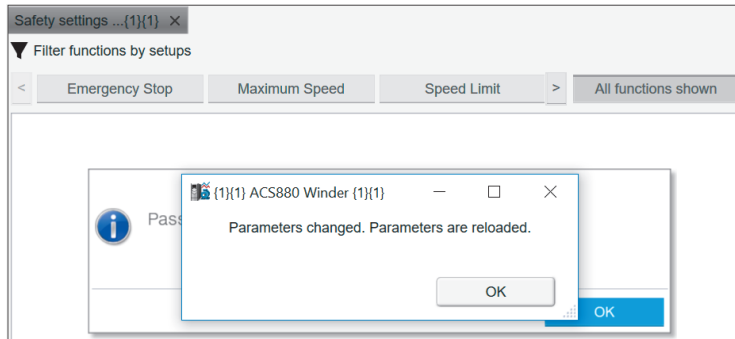 Safety settings ...{1}{1} ×
Filter functions by setups
< Emergency Stop Maximum Speed Speed Limit > All functions shown
{1}{1} ACS880 Winder {1}{1}
Parameters changed. Parameters are reloaded.
OK
OK